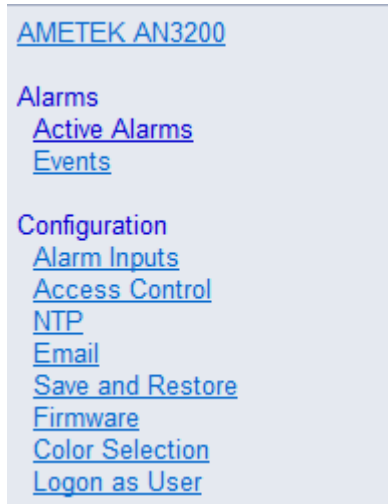 AMETEK AN3200
Alarms
Active Alarms
Events
Configuration
Alarm Inputs
Access Control
NTP
Email
Save and Restore
Firmware
Color Selection
Logon as User